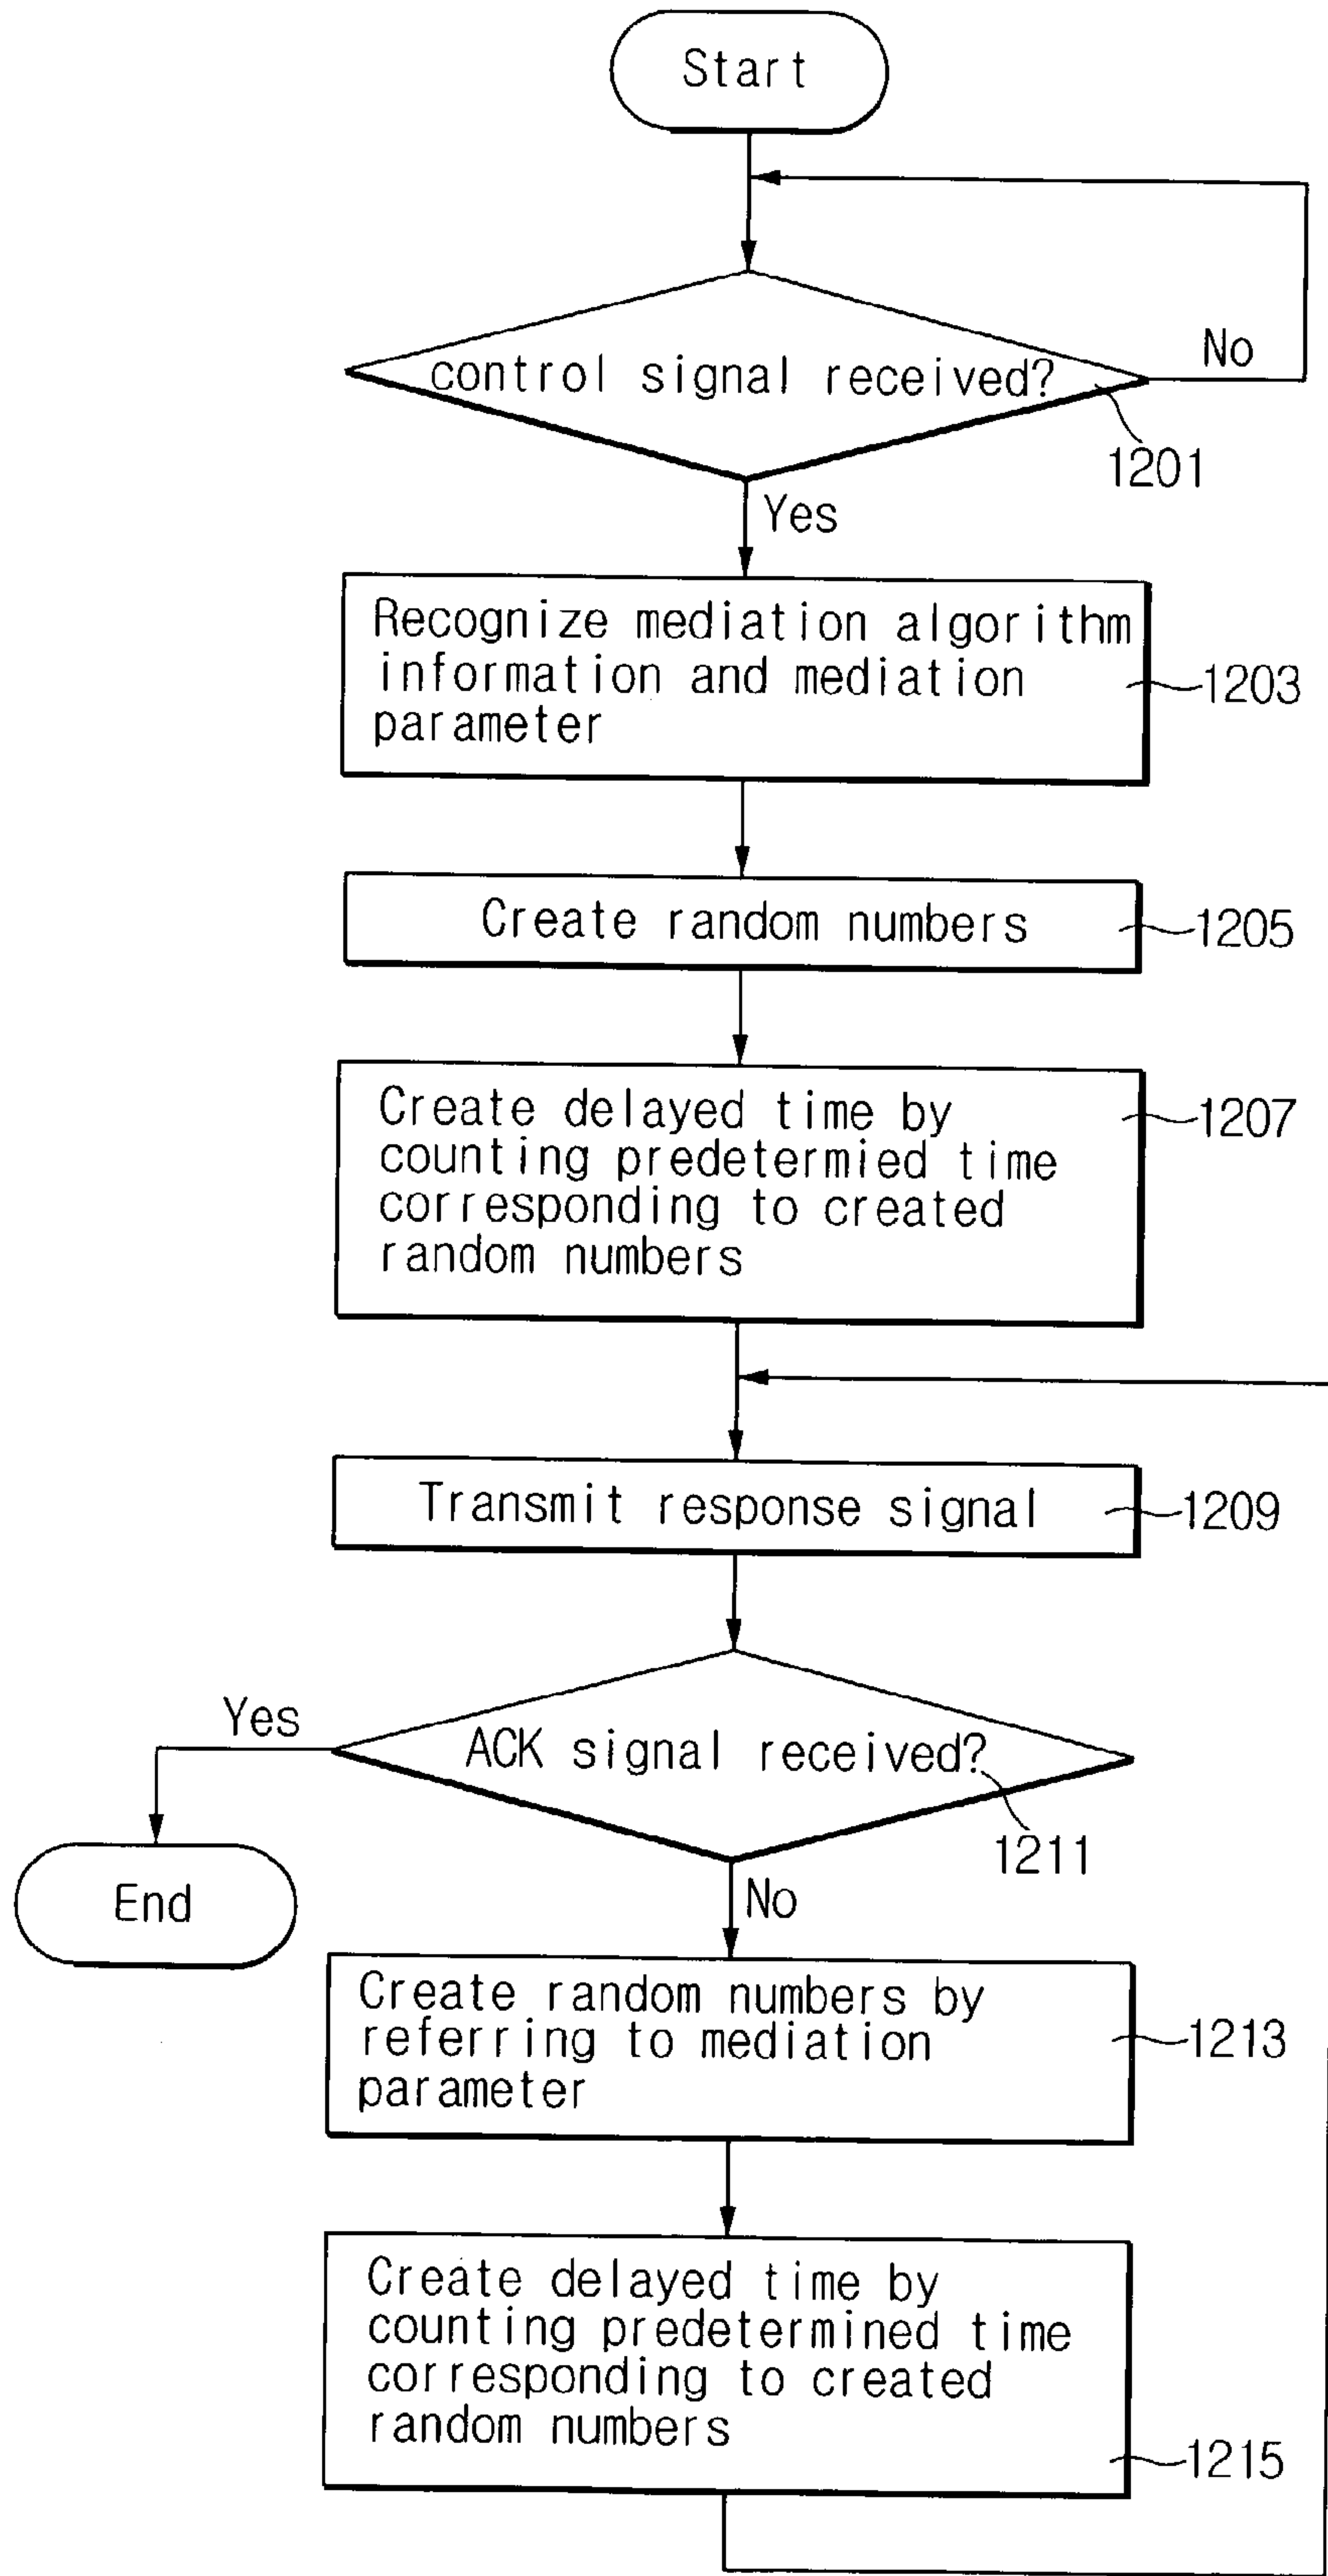 Start
control signal received?
No
1201
Yes
Recognize mediation algorithm
information and mediation
parameter
1203
Create random numbers
1205
Create delayed time by
counting predetermied time
corresponding to created
random numbers
1207
Transmit response signal
1209
Yes
ACK signal received?
1211
End
No
Create random numbers by
referring to mediation
parameter
1213
Create delayed time by
counting predetermined time
corresponding to created
random numbers
1215